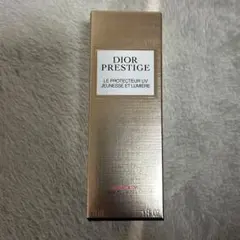 DIOR
PRESTIGE
LE PROTECTEUR UV
JEUNESSE ET LUMIÈRE